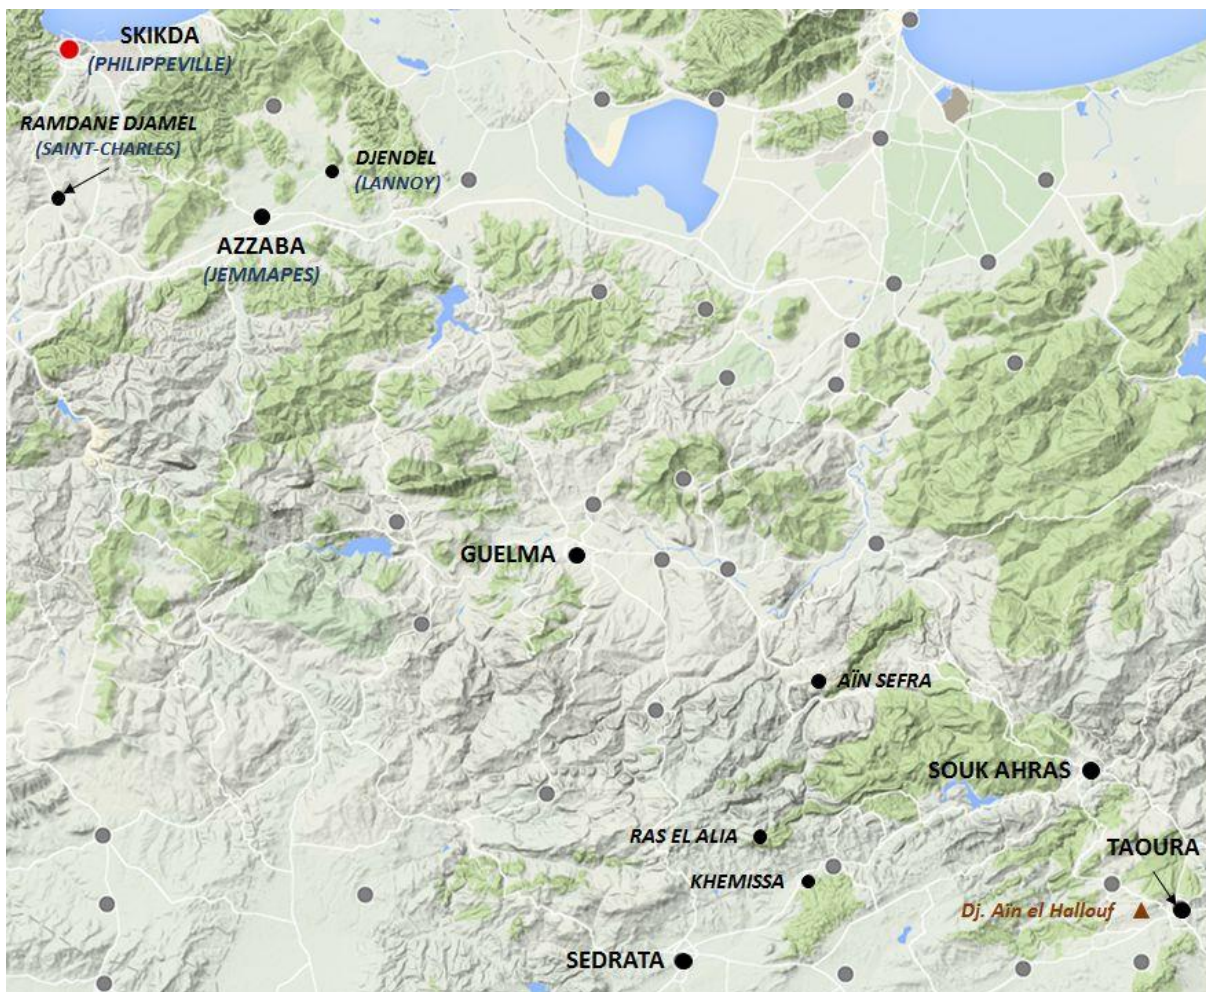 SKIKDA
(PHILIPPEVILLE)
RAMDANE DJAMEL
(SAINT-CHARLES)
DJENDEL
(LANNOY)
AZZABA
(JEMMAPES)
GUELMA
AÏN SEFRA
SOUK AHRAS
RAS EL ALIA
TAOURA
KHEMISSA
Dj. Aïn el Hallouf
SEDRATA